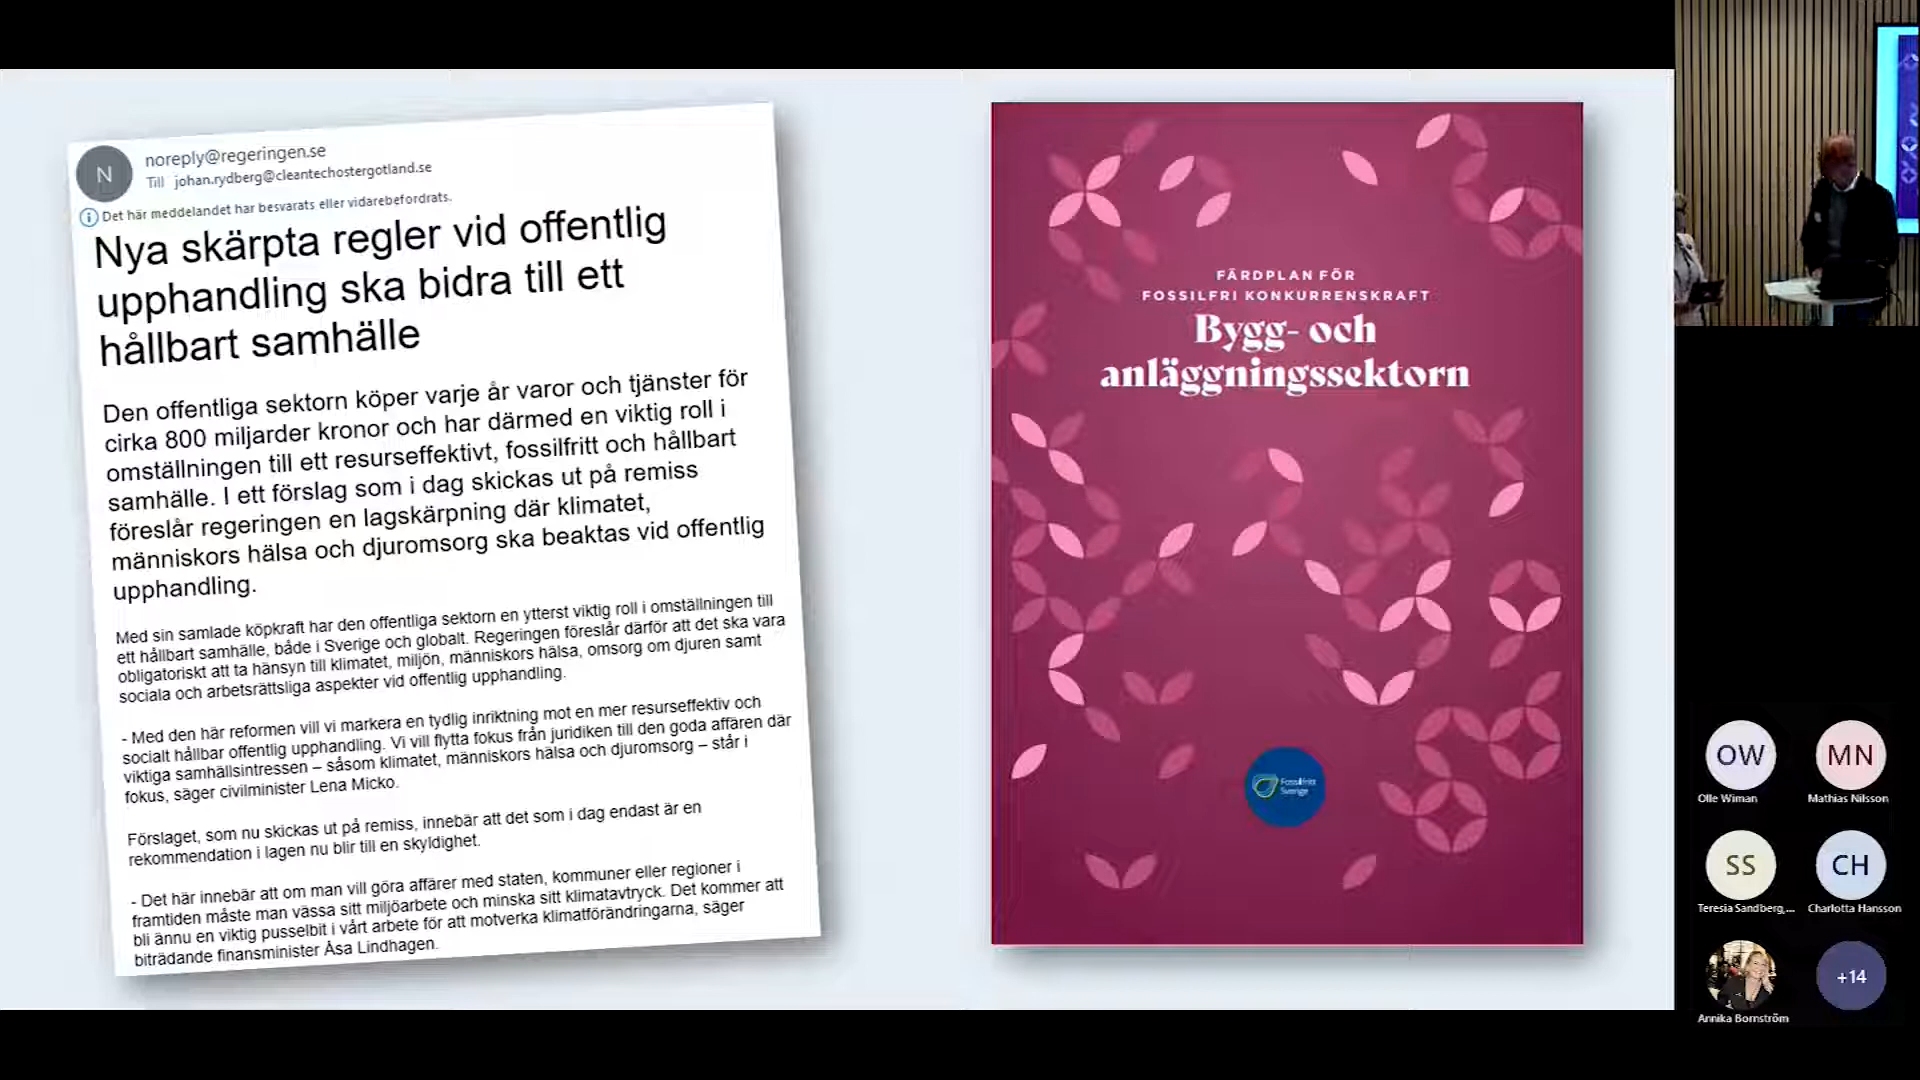 N
noreply@regeringen.se
Till johan.rydberg@cleantechostergotland.se
Det här meddelandet har besvarats eller vidarebefordrats.
Nya skärpta regler vid offentlig
upphandling ska bidra till ett
hållbart samhälle
Den offentliga sektorn köper varje år varor och tjänster för
cirka 800 miljarder kronor och har därmed en viktig roll i
omställningen till ett resurseffektivt, fossilfritt och hållbart
samhälle. I ett förslag som i dag skickas ut på remiss
föreslår regeringen en lagskärpning där klimatet,
människors hälsa och djuromsorg ska beaktas vid offentlig
upphandling.
Med sin samlade köpkraft har den offentliga sektorn en ytterst viktig roll i omställningen till
ett hållbart samhälle, både i Sverige och globalt. Regeringen föreslår därför att det ska vara
obligatoriskt att ta hänsyn till klimatet, miljön, människors hälsa, omsorg om djuren samt
sociala och arbetsrättsliga aspekter vid offentlig upphandling.
- Med den här reformen vill vi markera en tydlig inriktning mot en mer resurseffektiv och
socialt hållbar offentlig upphandling. Vi vill flytta fokus från juridiken till den goda affären där
viktiga samhällsintressen – såsom klimatet, människors hälsa och djuromsorg – står i
fokus, säger civilminister Lena Micko.
Förslaget, som nu skickas ut på remiss, innebär att det som i dag endast är en
rekommendation i lagen nu blir till en skyldighet.
- Det här innebär att om man vill göra affärer med staten, kommuner eller regioner i
framtiden måste man vässa sitt miljöarbete och minska sitt klimatavtryck. Det kommer att
bli ännu en viktig pusselbit i vårt arbete för att motverka klimatförändringarna, säger
biträdande finansminister Åsa Lindhagen.
FÄRDPLAN FÖR
FOSSILFRI KONKURRENSKRAFT
Bygg- och
anläggningssektorn
Fossilfritt
Sverige
OW
Olle Wiman
MN
Mathias Nilsson
SS
Teresia Sandberg,...
CH
Charlotta Hansson
Annika Bornström
+14